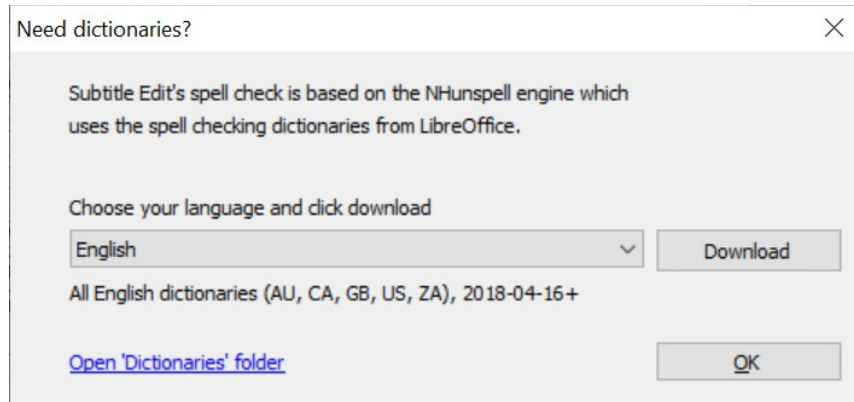 Need dictionaries?
Subtitle Edit's spell check is based on the NHunspell engine which
uses the spell checking dictionaries from LibreOffice.
Choose your language and click download
English
Download
All English dictionaries (AU, CA, GB, US, ZA), 2018-04-16+
Open 'Dictionaries' folder
OK